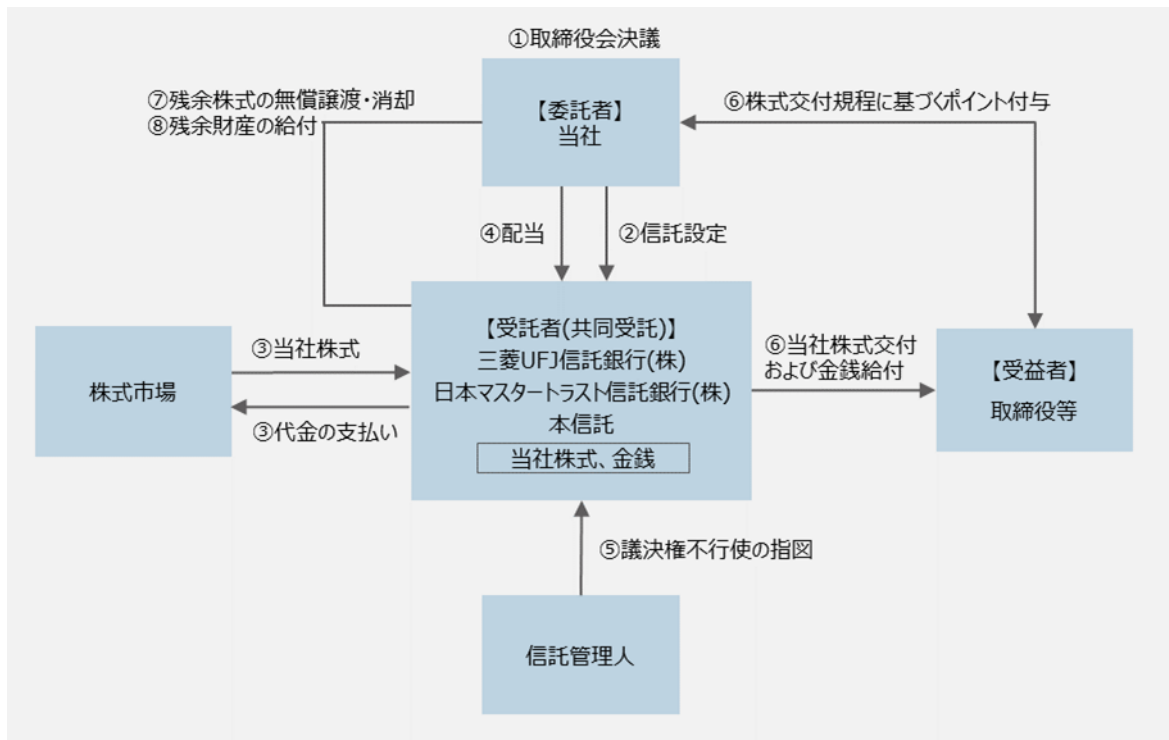 ①取締役会決議
⑦残余株式の無償譲渡・消却
⑧残余財産の給付
【委託者】
当社
⑥株式交付規程に基づくポイント付与
④配当
②信託設定
【受託者(共同受託)】
三菱UFJ信託銀行(株)
日本マスタートラスト信託銀行(株)
本信託
当社株式、金銭
株式市場
③当社株式
③代金の支払い
⑥当社株式交付
および金銭給付
【受益者】
取締役等
⑤議決権不行使の指図
信託管理人